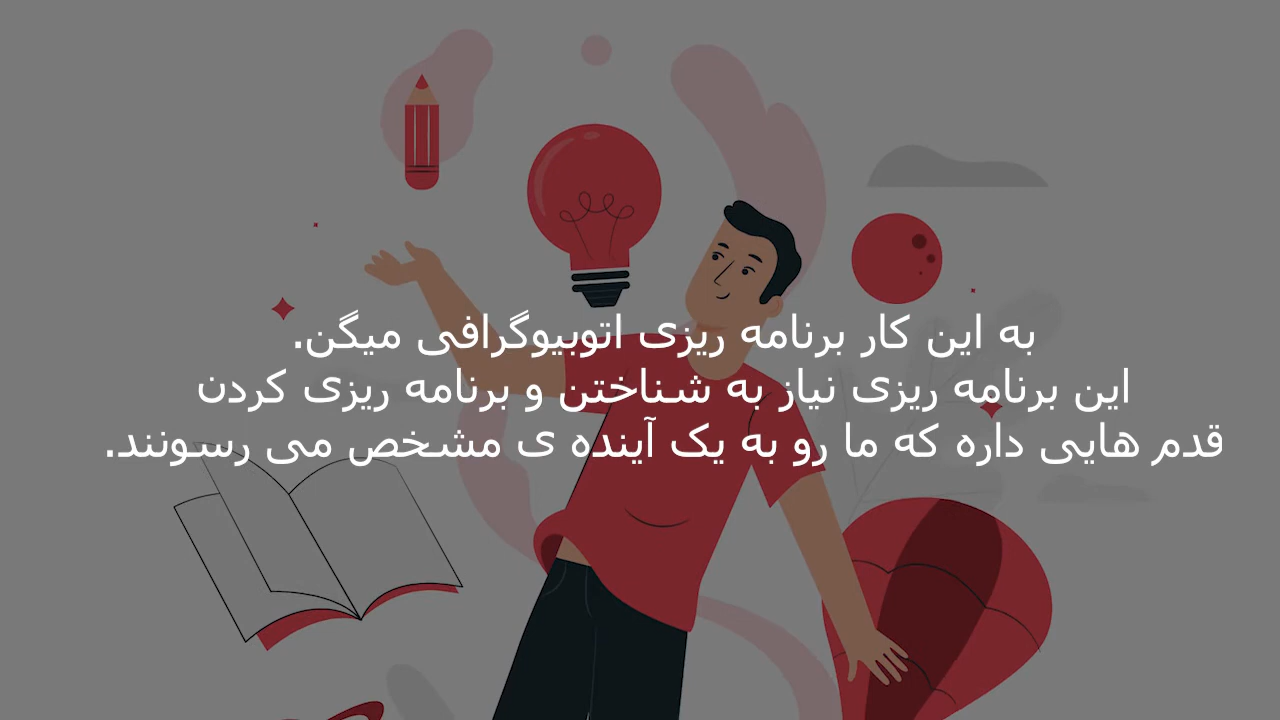 به این کار برنامه ریزی اتوبیوگرافی میگن.
این برنامه ریزی نیاز به شناختن و برنامه ریزی کردن
قدم هایی داره که ما رو به یک آینده ی مشخص می رسونند.